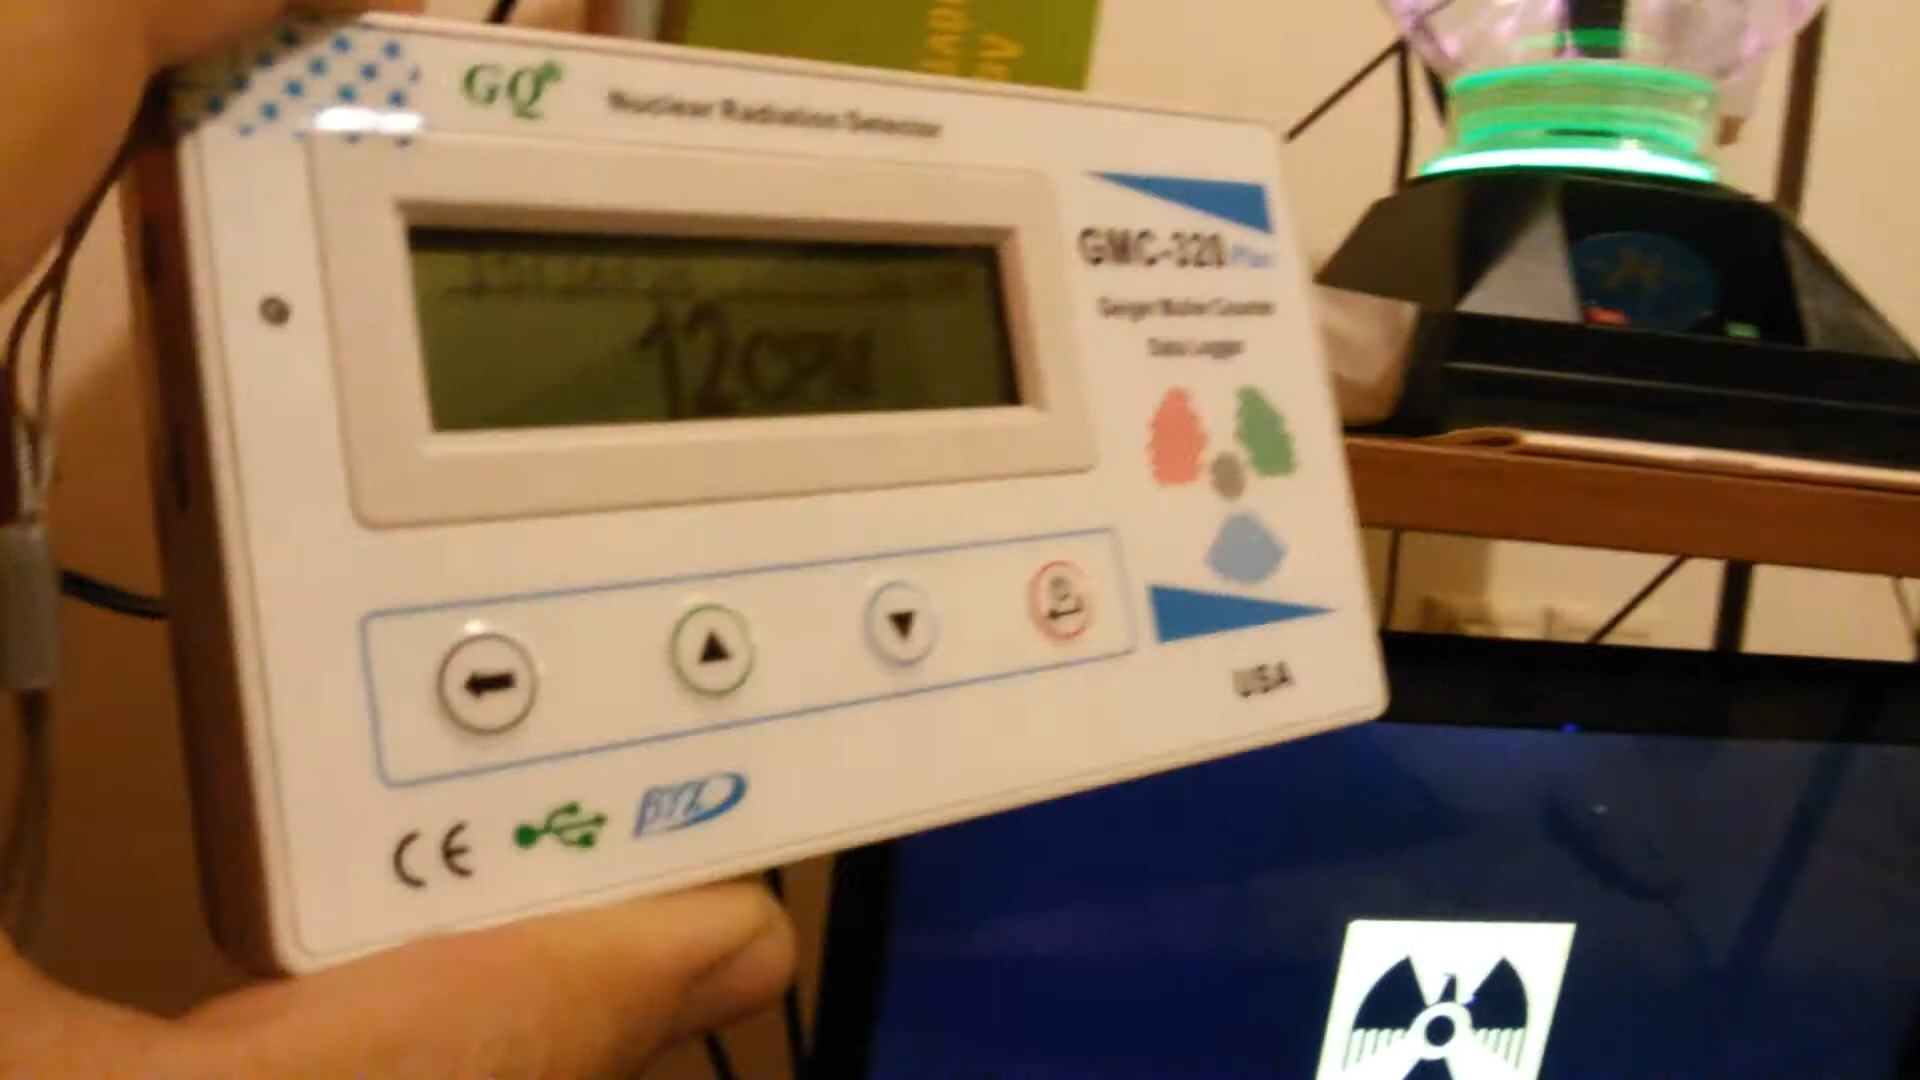 GQ
Nuclear Radiation Detector
GMC-320 Plus
Geiger Muller Counter
Data Logger
12 CPM
USA
CE